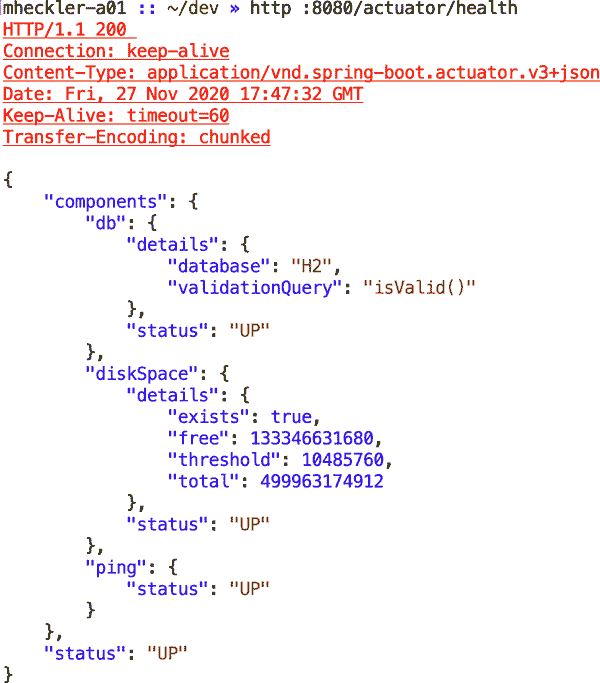 mheckler-a01 :: ~/dev » http :8080/actuator/health
HTTP/1.1 200
Connection: keep-alive
Content-Type: application/vnd.spring-boot.actuator.v3+json
Date: Fri, 27 Nov 2020 17:47:32 GMT
Keep-Alive: timeout=60
Transfer-Encoding: chunked

{
    "components": {
        "db": {
            "details": {
                "database": "H2",
                "validationQuery": "isValid()"
            },
            "status": "UP"
        },
        "diskSpace": {
            "details": {
                "exists": true,
                "free": 133346631680,
                "threshold": 10485760,
                "total": 499963174912
            },
            "status": "UP"
        },
        "ping": {
            "status": "UP"
        }
    },
    "status": "UP"
}